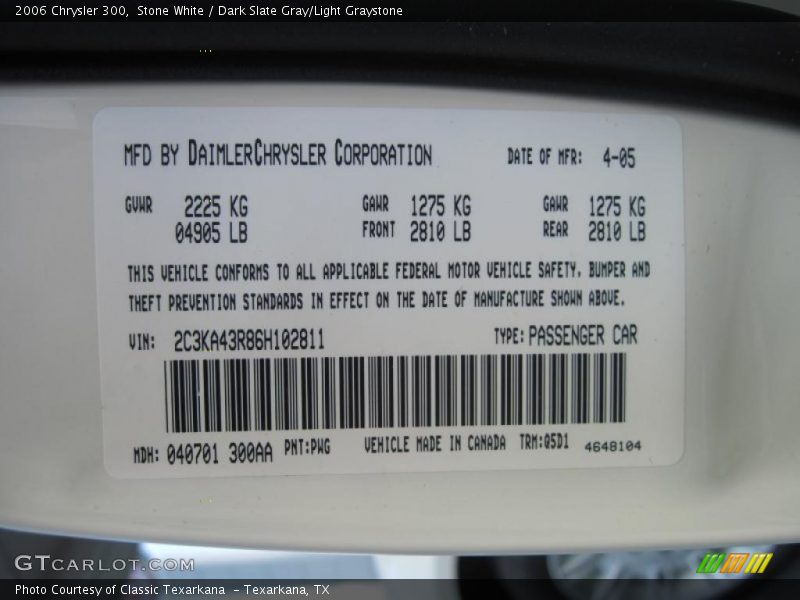 2006 Chrysler 300,  Stone White / Dark Slate Gray/Light Graystone
MFD BY DAIMLERCHRYSLER CORPORATION DATE OF MFR: 4-05
GVWR 2225 KG GAWR 1275 KG GAWR 1275 KG
04905 LB FRONT 2810 LB REAR 2810 LB
THIS VEHICLE CONFORMS TO ALL APPLICABLE FEDERAL MOTOR VEHICLE SAFETY, BUMPER AND
THEFT PREVENTION STANDARDS IN EFFECT ON THE DATE OF MANUFACTURE SHOWN ABOVE.
VIN: 2C3KA43R86H102811 TYPE: PASSENGER CAR
MDH: 040701 300AA PNT:PWG VEHICLE MADE IN CANADA TRM:Q5D1 4648104
GTCARLOT.COM
Photo Courtesy of Classic Texarkana  - Texarkana, TX